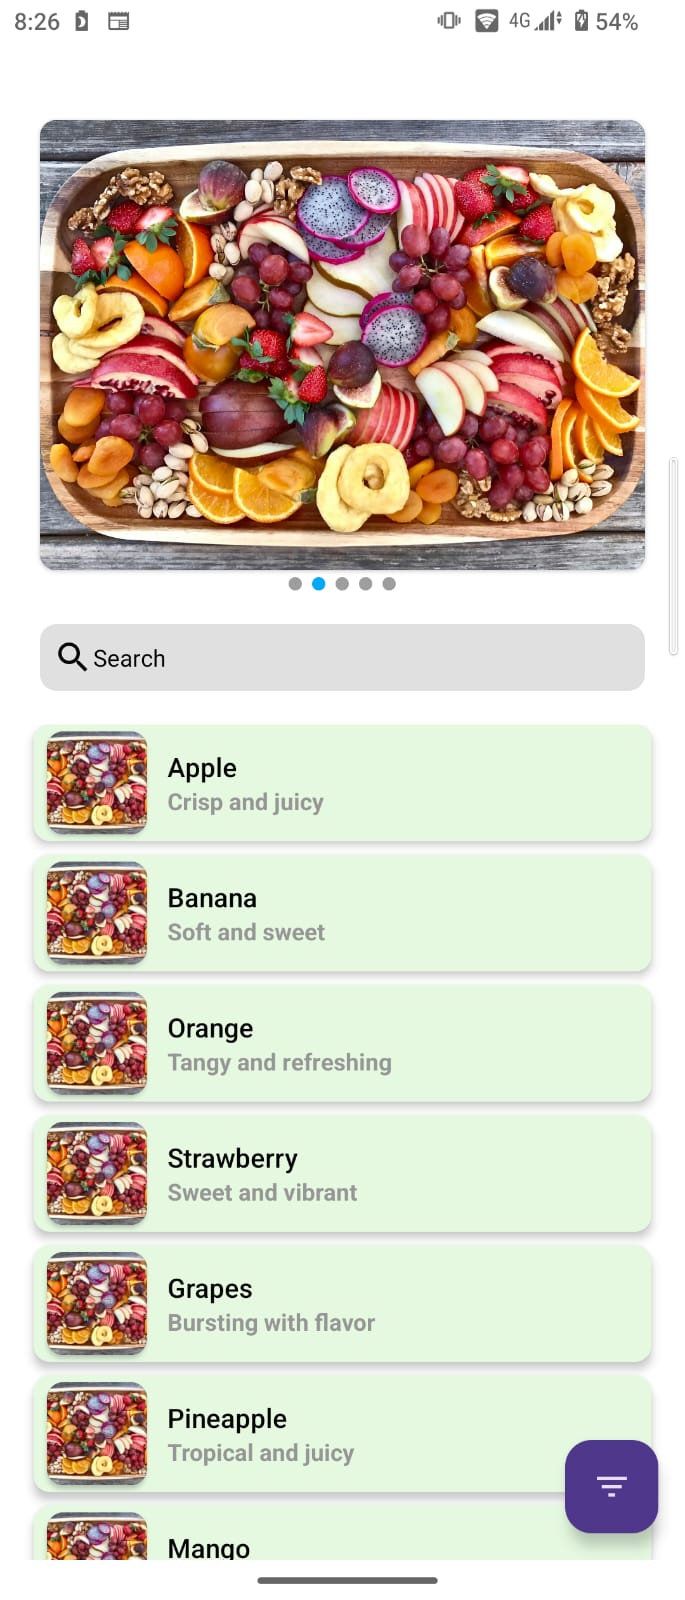 8:26 4G 54%
Search
Apple
Crisp and juicy
Banana
Soft and sweet
Orange
Tangy and refreshing
Strawberry
Sweet and vibrant
Grapes
Bursting with flavor
Pineapple
Tropical and juicy
Mango